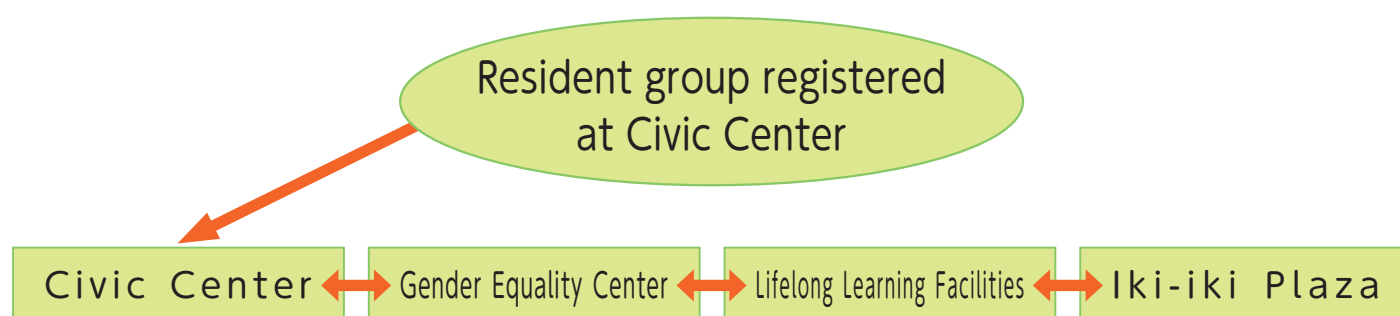 Resident group registered
at Civic Center
Civic Center
Gender Equality Center
Lifelong Learning Facilities
Iki-iki Plaza